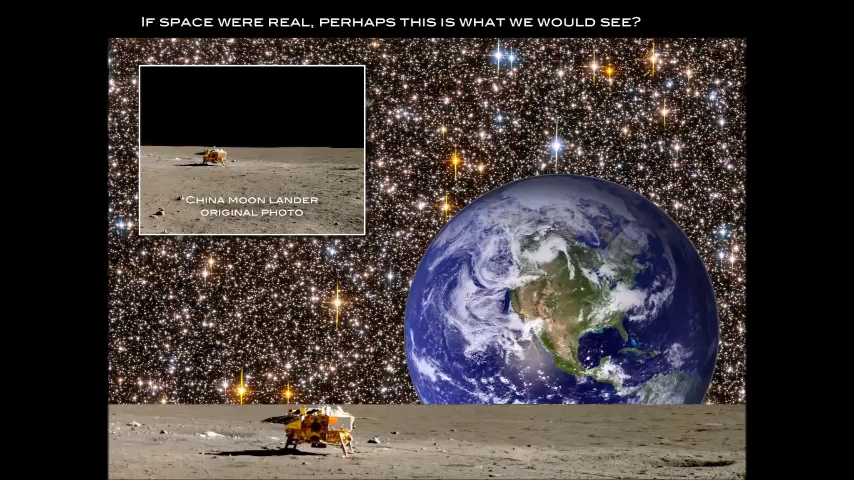 If space were real, perhaps this is what we would see?
*China moon lander
original photo